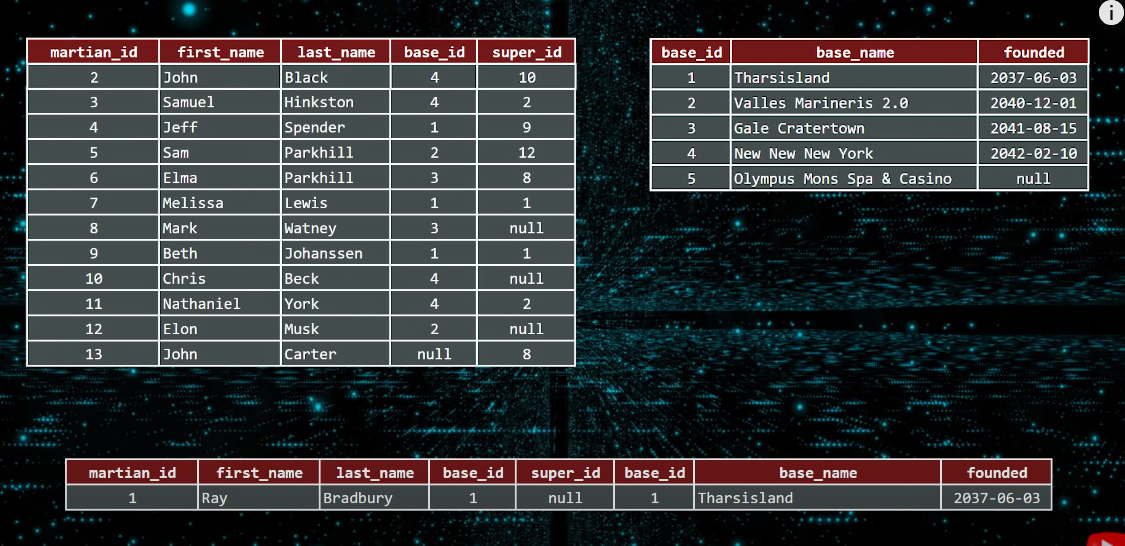 i
martian_id first_name last_name base_id super_id
2 John Black 4 10
3 Samuel Hinkston 4 2
4 Jeff Spender 1 9
5 Sam Parkhill 2 12
6 Elma Parkhill 3 8
7 Melissa Lewis 1 1
8 Mark Watney 3 null
9 Beth Johanssen 1 1
10 Chris Beck 4 null
11 Nathaniel York 4 2
12 Elon Musk 2 null
13 John Carter null 8
base_id base_name founded
1 Tharsisland 2037-06-03
2 Valles Marineris 2.0 2040-12-01
3 Gale Cratertown 2041-08-15
4 New New New York 2042-02-10
5 Olympus Mons Spa & Casino null
martian_id first_name last_name base_id super_id base_id base_name founded
1 Ray Bradbury 1 null 1 Tharsisland 2037-06-03